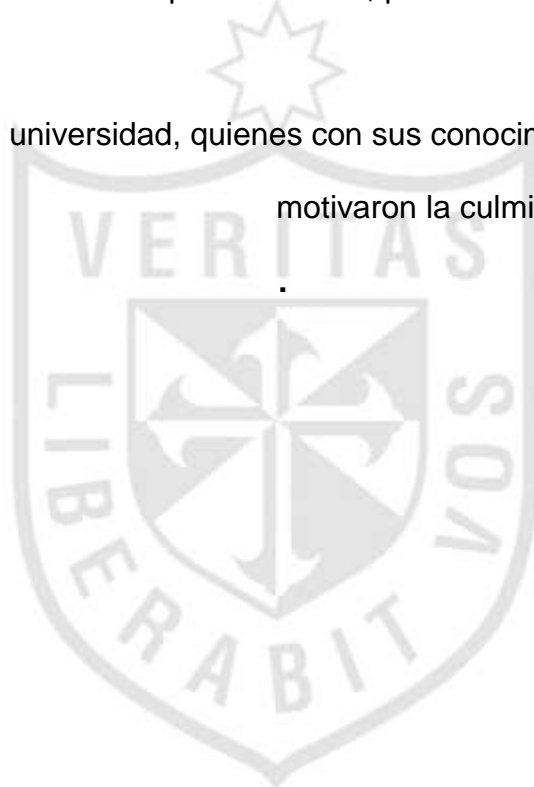 universidad, quienes con sus conocim
motivaron la culmi
.
VERITAS
LIBERABIT VOS